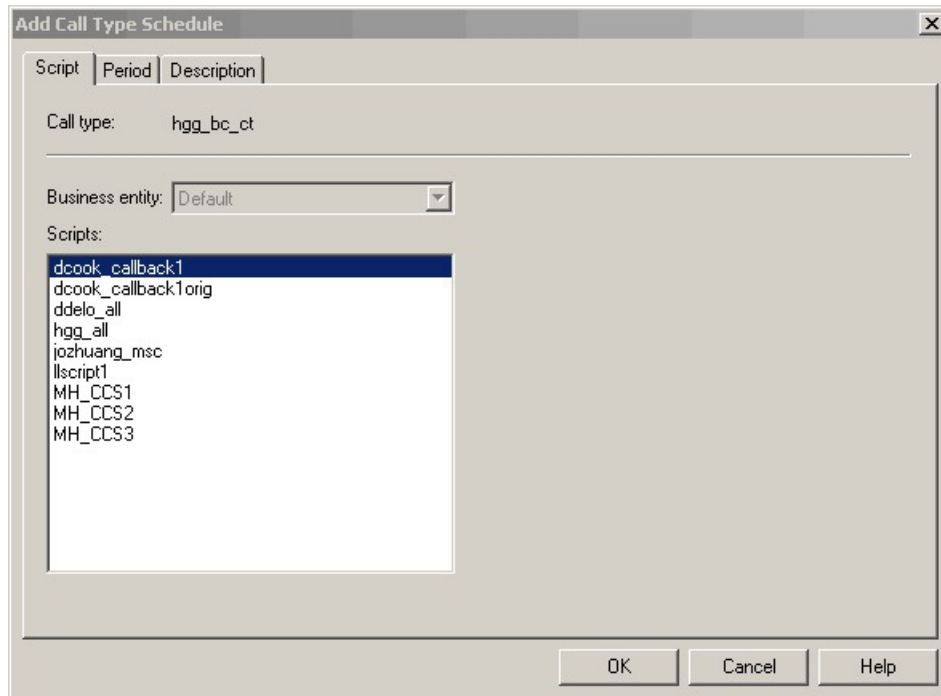 Add Call Type Schedule
Script Period Description
Call type: hgg_bc_ct
Business entity: Default
Scripts:
dcook_callback1
dcook_callback1orig
ddelo_all
hgg_all
jozhuang_msc
llscript1
MH_CCS1
MH_CCS2
MH_CCS3
OK Cancel Help